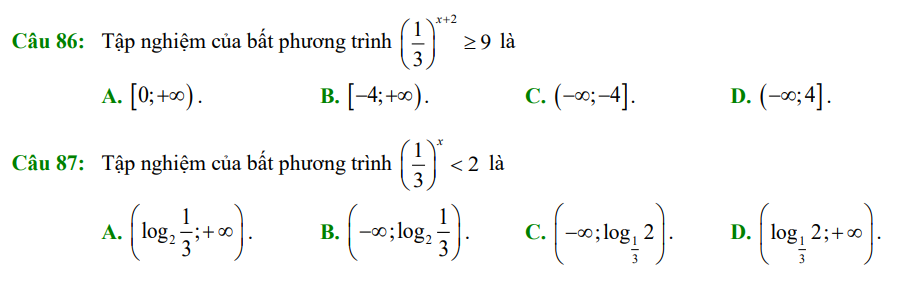 Câu 86: Tập nghiệm của bất phương trình $\left(\frac{1}{3}\right)^{x+2} \geq 9$ là
A. $[0;+\infty)$. B. $[-4;+\infty)$. C. $(-\infty;-4]$. D. $(-\infty;4]$.
Câu 87: Tập nghiệm của bất phương trình $\left(\frac{1}{3}\right)^{x} < 2$ là
A. $\left(\log_2 \frac{1}{3};+\infty\right)$. B. $\left(-\infty;\log_2 \frac{1}{3}\right)$. C. $\left(-\infty;\log_{\frac{1}{3}} 2\right)$. D. $\left(\log_{\frac{1}{3}} 2;+\infty\right)$.